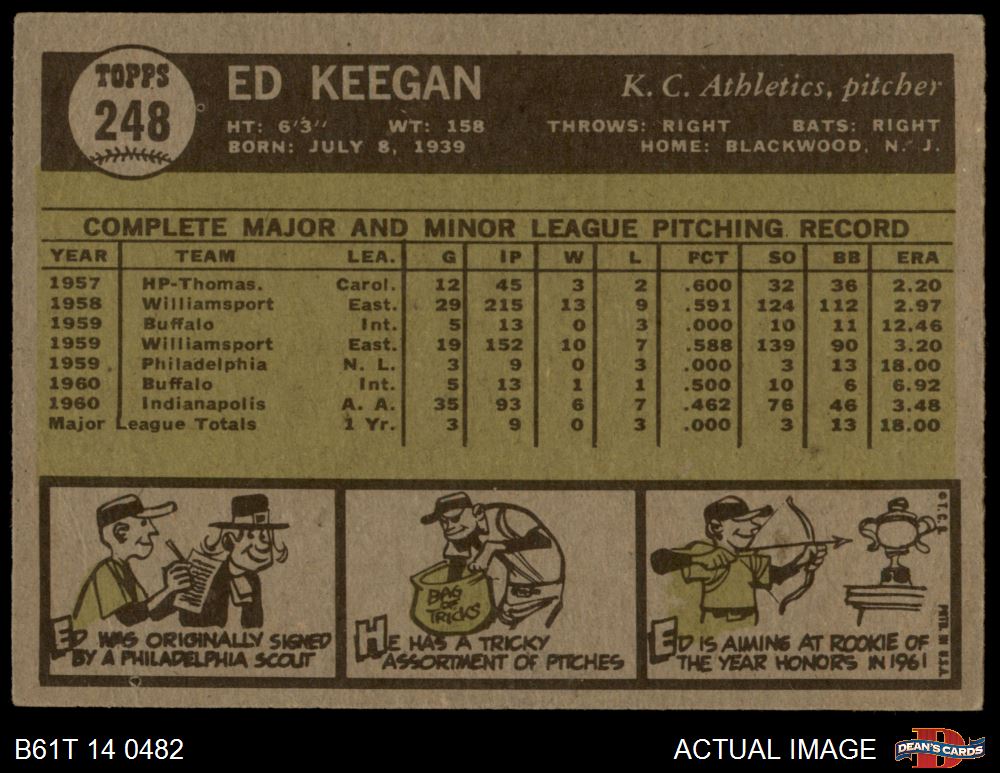 TOPPS
248
ED KEEGAN
K. C. Athletics, pitcher
HT: 6'3" WT: 158 THROWS: RIGHT BATS: RIGHT
BORN: JULY 8, 1939 HOME: BLACKWOOD, N. J.
COMPLETE MAJOR AND MINOR LEAGUE PITCHING RECORD
YEAR TEAM LEA. G IP W L PCT SO BB ERA
1957 HP-Thomas. Carol. 12 45 3 2 .600 32 36 2.20
1958 Williamsport East. 29 215 13 9 .591 124 112 2.97
1959 Buffalo Int. 5 13 0 3 .000 10 11 12.46
1959 Williamsport East. 19 152 10 7 .588 139 90 3.20
1959 Philadelphia N. L. 3 9 0 3 .000 3 13 18.00
1960 Buffalo Int. 5 13 1 1 .500 10 6 6.92
1960 Indianapolis A. A. 35 93 6 7 .462 76 46 3.48
Major League Totals 1 Yr. 3 9 0 3 .000 3 13 18.00
ED WAS ORIGINALLY SIGNED
BY A PHILADELPHIA SCOUT
BAG
OF
TRICKS
HE HAS A TRICKY
ASSORTMENT OF PITCHES
ED IS AIMING AT ROOKIE OF
THE YEAR HONORS IN 1961
© T.C.G. PRTD. IN U.S.A.
B61T 14 0482
ACTUAL IMAGE
D
DEAN'S CARDS